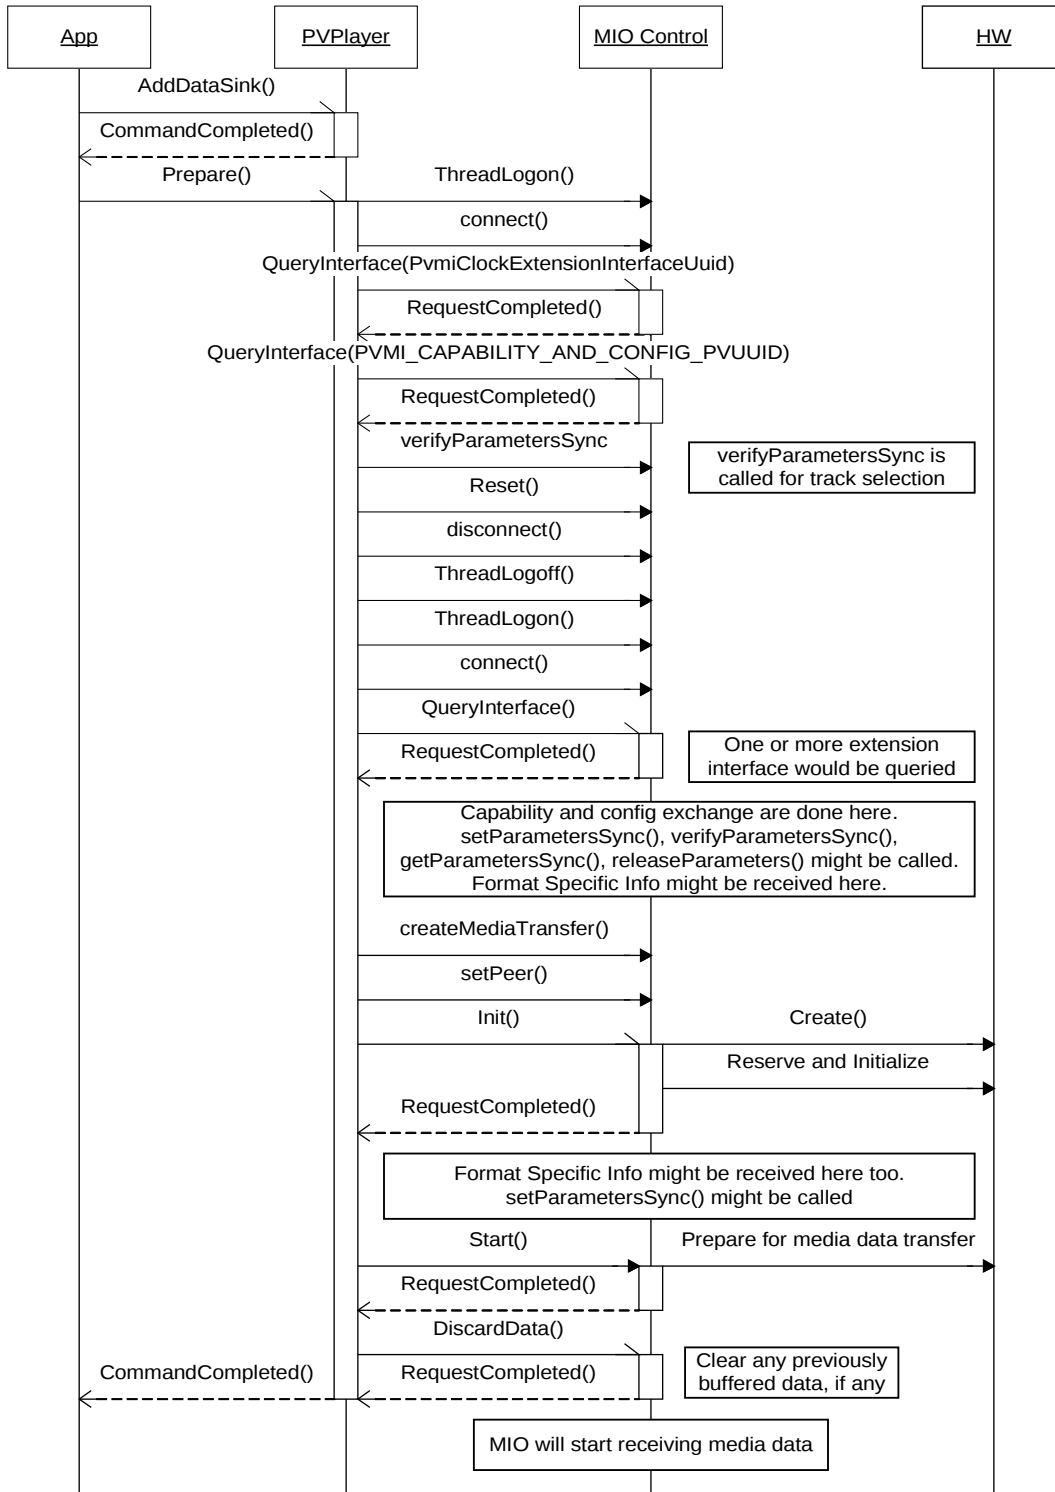 App
PVPlayer
MIO Control
HW
AddDataSink()
CommandCompleted()
Prepare()
ThreadLogon()
connect()
QueryInterface(PvmiClockExtensionInterfaceUuid)
RequestCompleted()
QueryInterface(PVMI_CAPABILITY_AND_CONFIG_PVUUID)
RequestCompleted()
verifyParametersSync
verifyParametersSync is
called for track selection
Reset()
disconnect()
ThreadLogoff()
ThreadLogon()
connect()
QueryInterface()
RequestCompleted()
One or more extension
interface would be queried
Capability and config exchange are done here.
setParametersSync(), verifyParametersSync(),
getParametersSync(), releaseParameters() might be called.
Format Specific Info might be received here.
createMediaTransfer()
setPeer()
Init()
Create()
Reserve and Initialize
RequestCompleted()
Format Specific Info might be received here too.
setParametersSync() might be called
Start()
Prepare for media data transfer
RequestCompleted()
DiscardData()
CommandCompleted()
RequestCompleted()
Clear any previously
buffered data, if any
MIO will start receiving media data